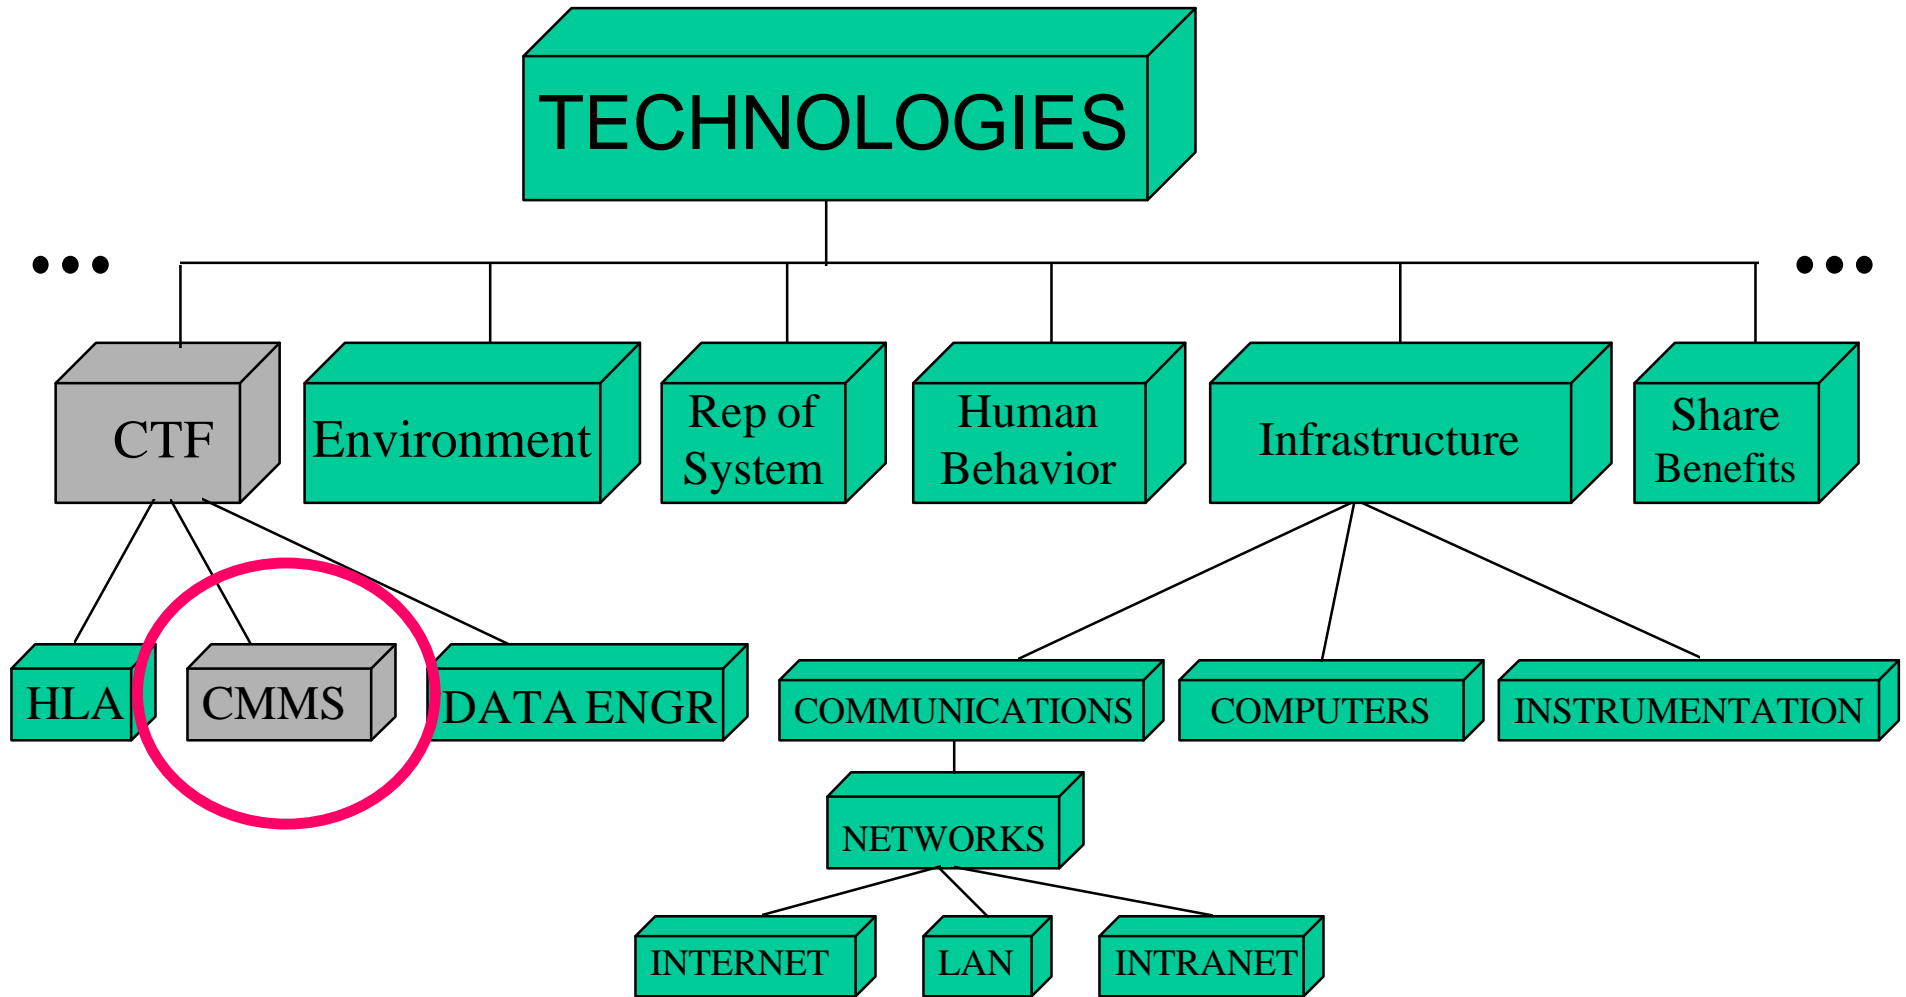 TECHNOLOGIES
... ...
CTF
Environment
Rep of
System
Human
Behavior
Infrastructure
Share
Benefits
HLA
CMMS
DATA ENGR
COMMUNICATIONS
COMPUTERS
INSTRUMENTATION
NETWORKS
INTERNET
LAN
INTRANET